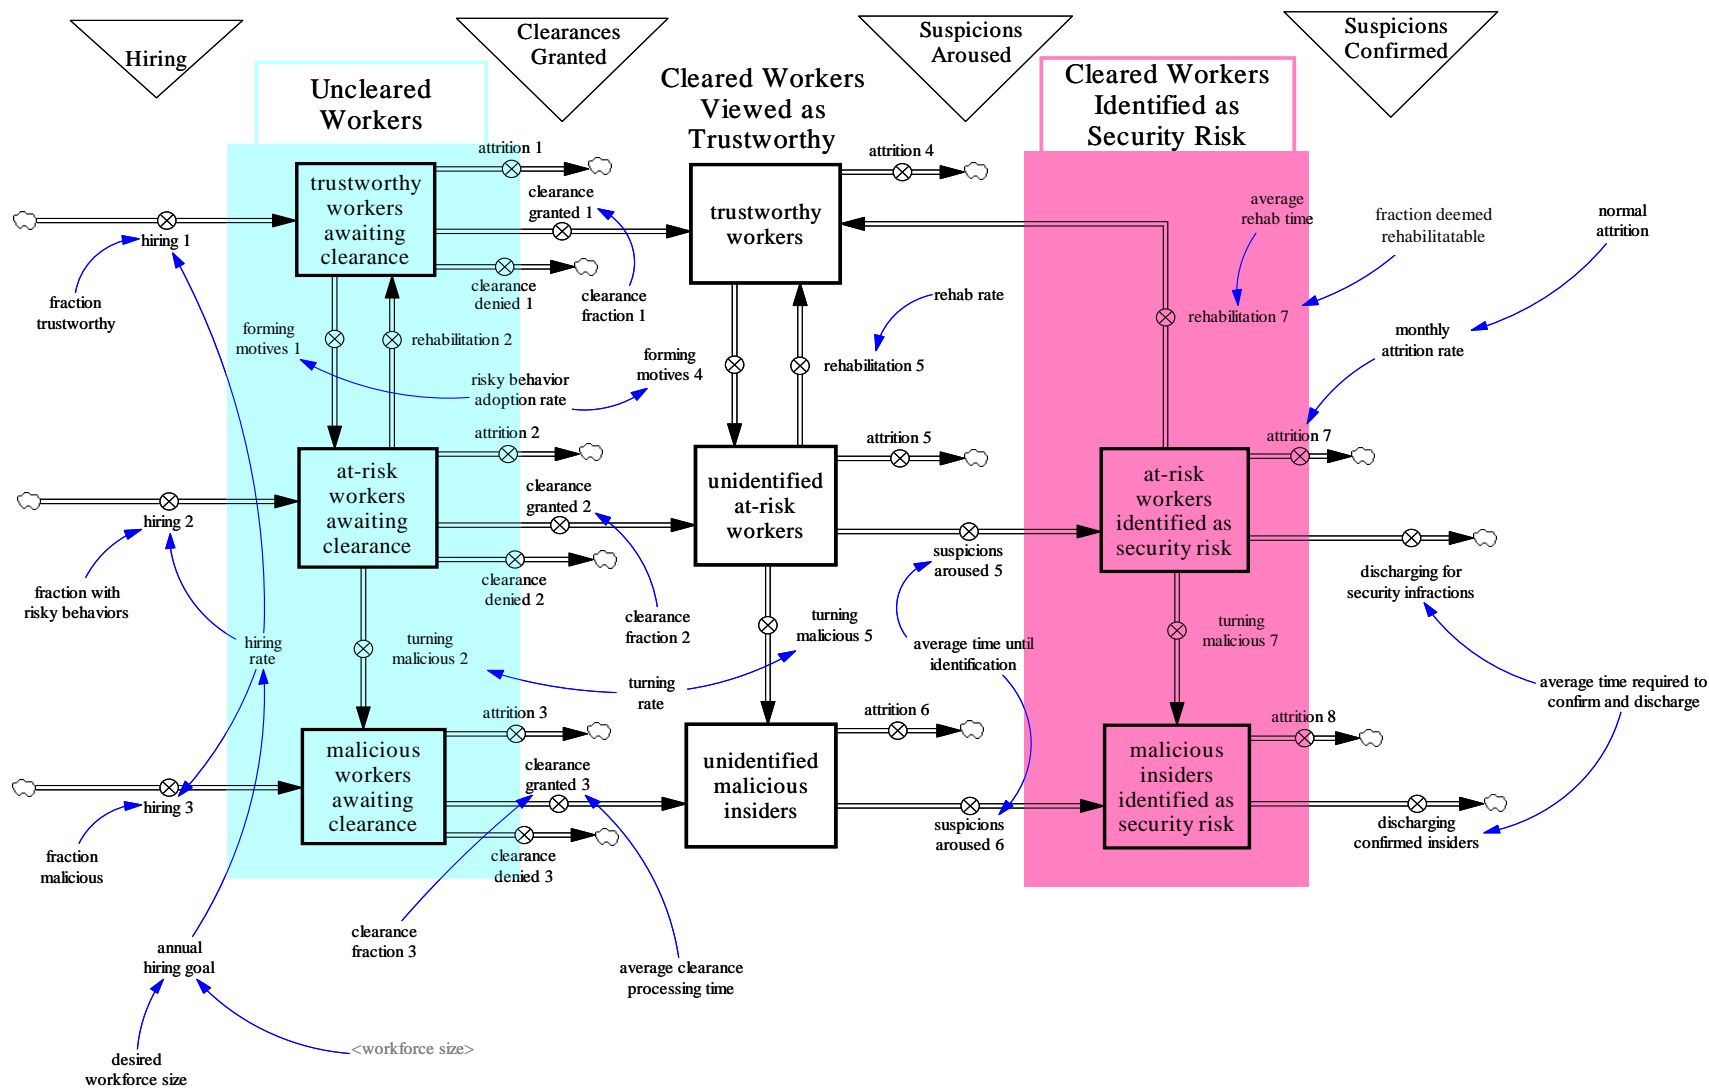 Hiring
Clearances
Granted
Suspicions
Aroused
Suspicions
Confirmed
Uncleared
Workers
Cleared Workers
Viewed as
Trustworthy
Cleared Workers
Identified as
Security Risk
attrition 1
attrition 4
trustworthy
workers
awaiting
clearance
clearance
granted 1
trustworthy
workers
average
rehab time
fraction deemed
rehabilitatable
normal
attrition
hiring 1
fraction
trustworthy
clearance
denied 1
clearance
fraction 1
rehab rate
forming
motives 1
rehabilitation 2
rehabilitation 7
monthly
attrition rate
forming
motives 4
rehabilitation 5
risky behavior
adoption rate
attrition 2
attrition 5
attrition 7
at-risk
workers
awaiting
clearance
clearance
granted 2
unidentified
at-risk
workers
at-risk
workers
identified as
security risk
hiring 2
suspicions
aroused 5
fraction with
risky behaviors
clearance
denied 2
discharging for
security infractions
clearance
fraction 2
turning
malicious 5
turning
malicious 7
hiring
rate
turning
malicious 2
average time until
identification
turning
rate
average time required to
confirm and discharge
attrition 3
attrition 6
attrition 8
malicious
workers
awaiting
clearance
clearance
granted 3
unidentified
malicious
insiders
malicious
insiders
identified as
security risk
hiring 3
suspicions
aroused 6
discharging
confirmed insiders
fraction
malicious
clearance
denied 3
clearance
fraction 3
annual
hiring goal
average clearance
processing time
<workforce size>
desired
workforce size